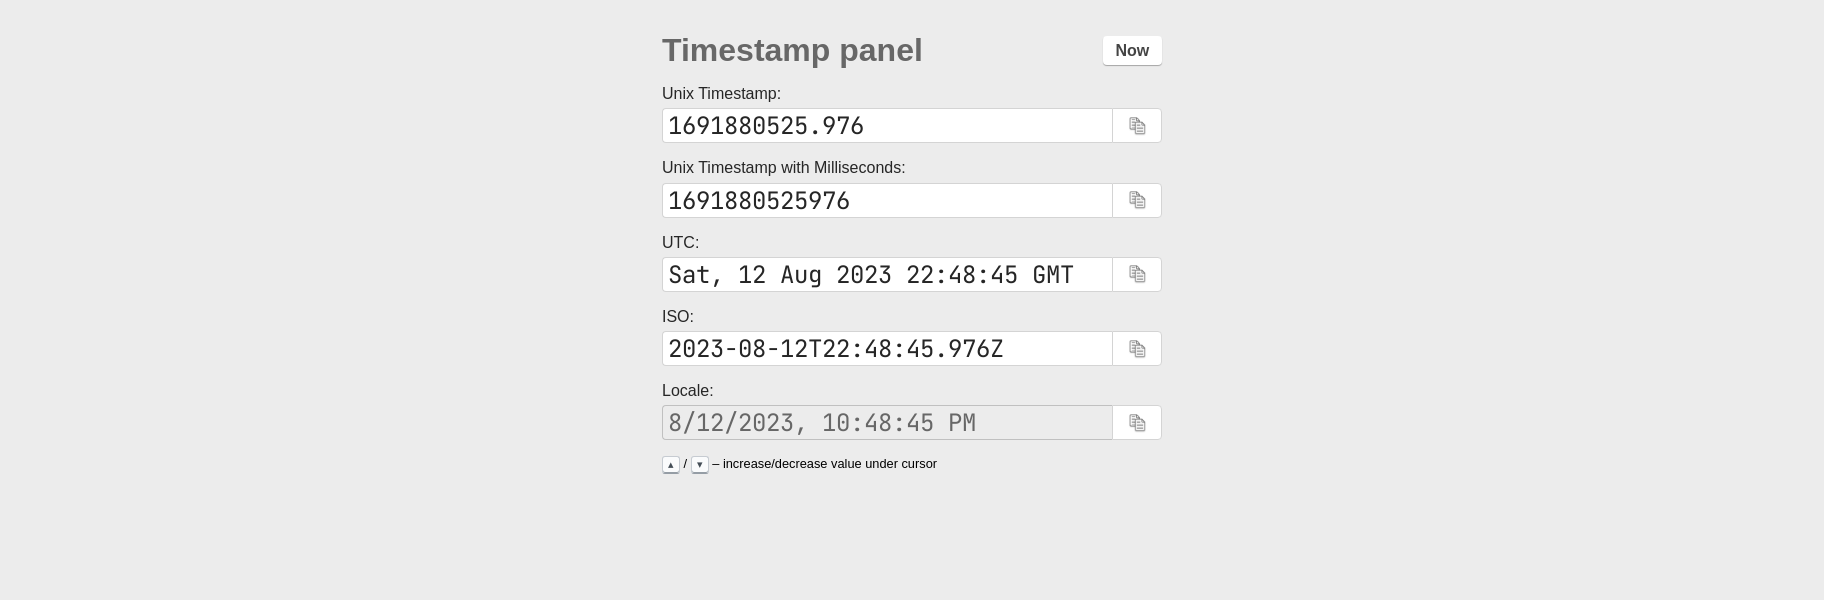 Timestamp panel
Now
Unix Timestamp:
1691880525.976
Unix Timestamp with Milliseconds:
1691880525976
UTC:
Sat, 12 Aug 2023 22:48:45 GMT
ISO:
2023-08-12T22:48:45.976Z
Locale:
8/12/2023, 10:48:45 PM
▲ / ▼ – increase/decrease value under cursor